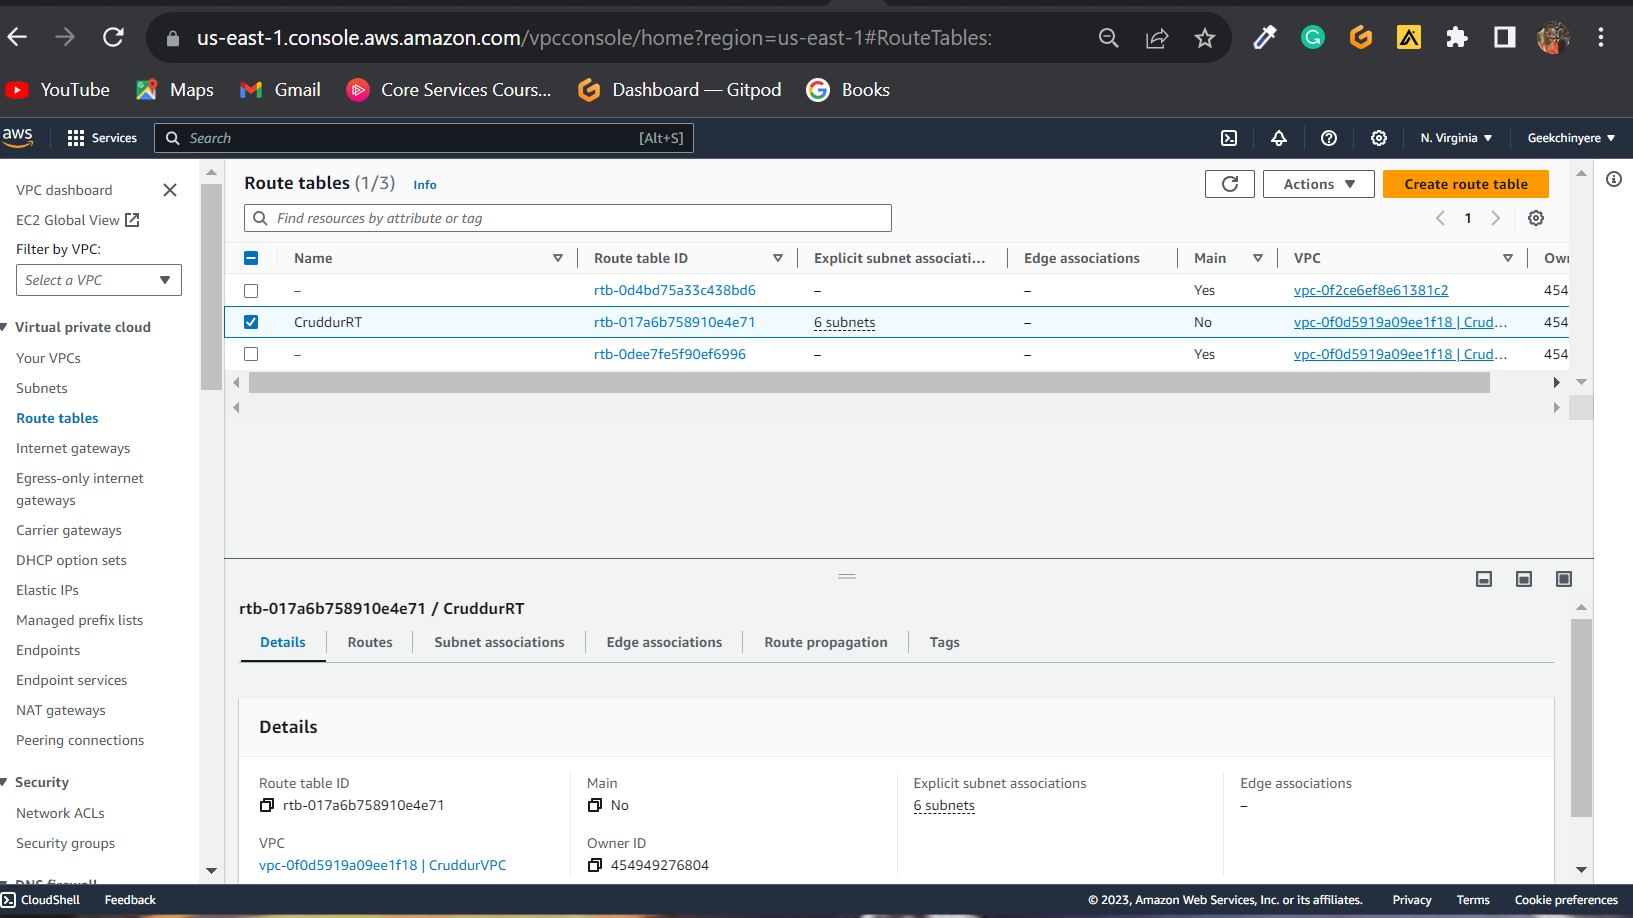 us-east-1.console.aws.amazon.com/vpcconsole/home?region=us-east-1#RouteTables:
YouTube Maps Gmail Core Services Cours... Dashboard — Gitpod Books
aws Services Search [Alt+S] N. Virginia Geekchinyere
VPC dashboard
EC2 Global View
Filter by VPC:
Select a VPC
Virtual private cloud
Your VPCs
Subnets
Route tables
Internet gateways
Egress-only internet
gateways
Carrier gateways
DHCP option sets
Elastic IPs
Managed prefix lists
Endpoints
Endpoint services
NAT gateways
Peering connections
Security
Network ACLs
Security groups
DNS firewall
Route tables (1/3) Info
Actions Create route table
Find resources by attribute or tag
1
Name Route table ID Explicit subnet associati... Edge associations Main VPC Own
– rtb-0d4bd75a33c438bd6 – – Yes vpc-0f2ce6ef8e61381c2 454
CruddurRT rtb-017a6b758910e4e71 6 subnets – No vpc-0f0d5919a09ee1f18 | Crud... 454
– rtb-0dee7fe5f90ef6996 – – Yes vpc-0f0d5919a09ee1f18 | Crud... 454
rtb-017a6b758910e4e71 / CruddurRT
Details Routes Subnet associations Edge associations Route propagation Tags
Details
Route table ID Main Explicit subnet associations Edge associations
rtb-017a6b758910e4e71 No 6 subnets –
VPC Owner ID
vpc-0f0d5919a09ee1f18 | CruddurVPC 454949276804
CloudShell Feedback © 2023, Amazon Web Services, Inc. or its affiliates. Privacy Terms Cookie preferences